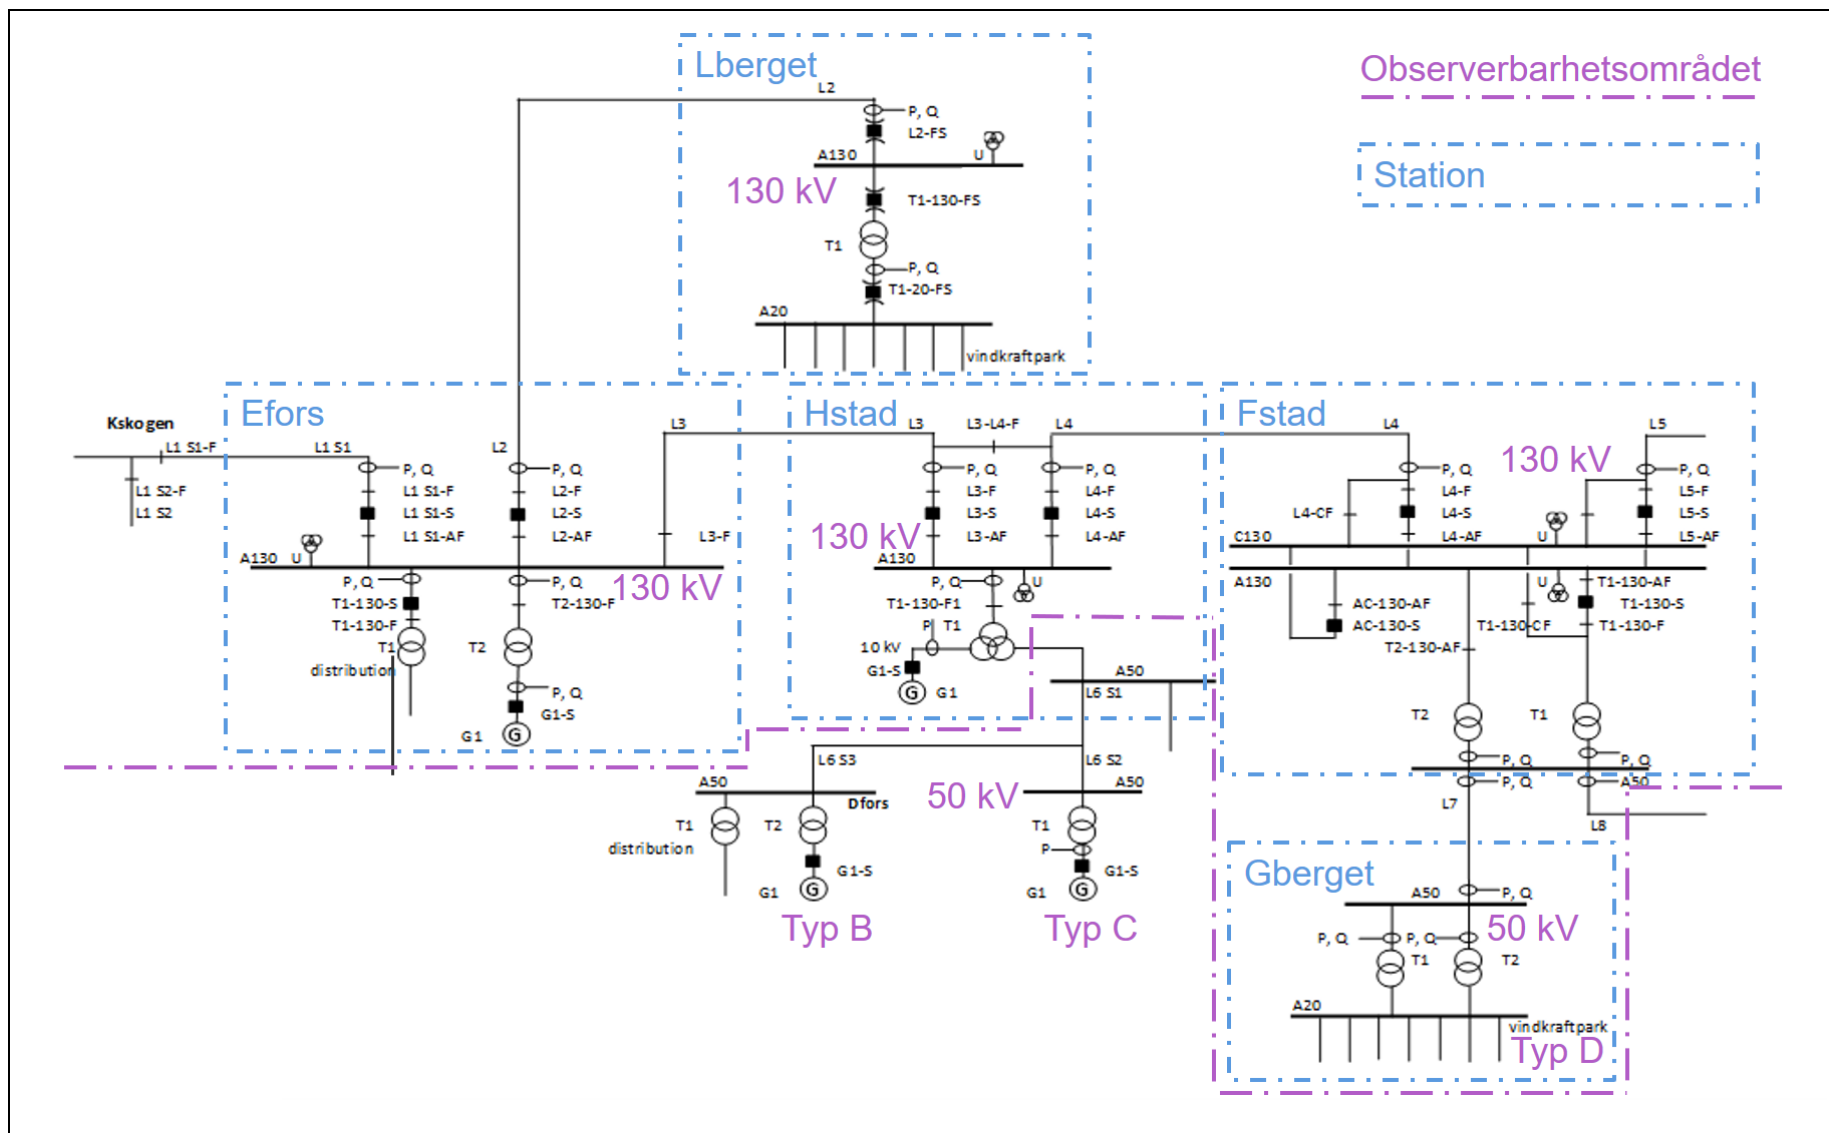 Observerbarhetsområdet
Station
Lberget
L2
P, Q
L2-FS
A130
U
130 kV
T1-130-FS
T1
P, Q
T1-20-FS
A20
vindkraftpark
Kskogen
L1 S1-F
L1 S2-F
L1 S2
Efors
L1 S1
P, Q
L1 S1-F
L1 S1-S
L1 S1-AF
L2
P, Q
L2-F
L2-S
L2-AF
L3
L3-F
A130
U
130 kV
P, Q
T1-130-S
T1-130-F
T1
distribution
P, Q
T2-130-F
T2
P, Q
G1-S
G1
G
Hstad
L3
L3-L4-F
L4
P, Q
L3-F
L3-S
L3-AF
P, Q
L4-F
L4-S
L4-AF
130 kV
A130
P, Q
U
T1-130-F1
P
T1
10 kV
G1-S
G
G1
A50
L6 S1
L6 S3
L6 S2
A50
Dfors
T1
distribution
T2
G1-S
G1
G
Typ B
50 kV
A50
T1
P
G1-S
G1
G
Typ C
Fstad
L4
P, Q
L4-F
L4-S
L4-AF
L4-CF
130 kV
L5
P, Q
L5-F
L5-S
L5-AF
C130
U
A130
U
AC-130-AF
AC-130-S
T2-130-AF
T1-130-CF
T1-130-AF
T1-130-S
T1-130-F
T2
T1
P, Q
P, Q
P, Q
A50
L7
L8
Gberget
A50
P, Q
50 kV
P, Q
P, Q
T1
T2
A20
vindkraftpark
Typ D